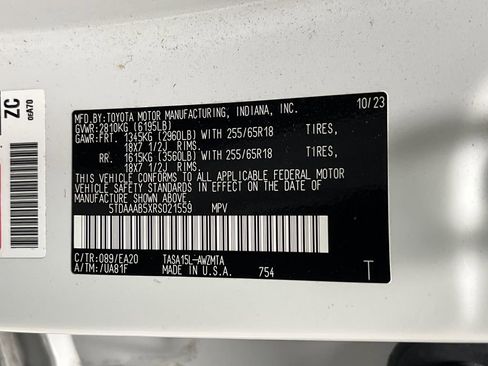 ZC
0EA70
MFD.BY:TOYOTA MOTOR MANUFACTURING, INDIANA, INC. 10/23
GVWR:2810KG(6195LB)
GAWR:FRT. 1345KG(2960LB)WITH 255/65R18 TIRES,
18X7 1/2J RIMS.
RR. 1615KG(3560LB)WITH 255/65R18 TIRES,
18X7 1/2J RIMS.
THIS VEHICLE CONFORMS TO ALL APPLICABLE FEDERAL MOTOR
VEHICLE SAFETY STANDARDS IN EFFECT ON THE DATE OF
MANUFACTURE SHOWN ABOVE.
5TDAAAB5XRS021559 MPV
C/TR:089/EA20 TASA15L-AWZMTA
A/TM:/UA81F MADE IN U.S.A. 754 T